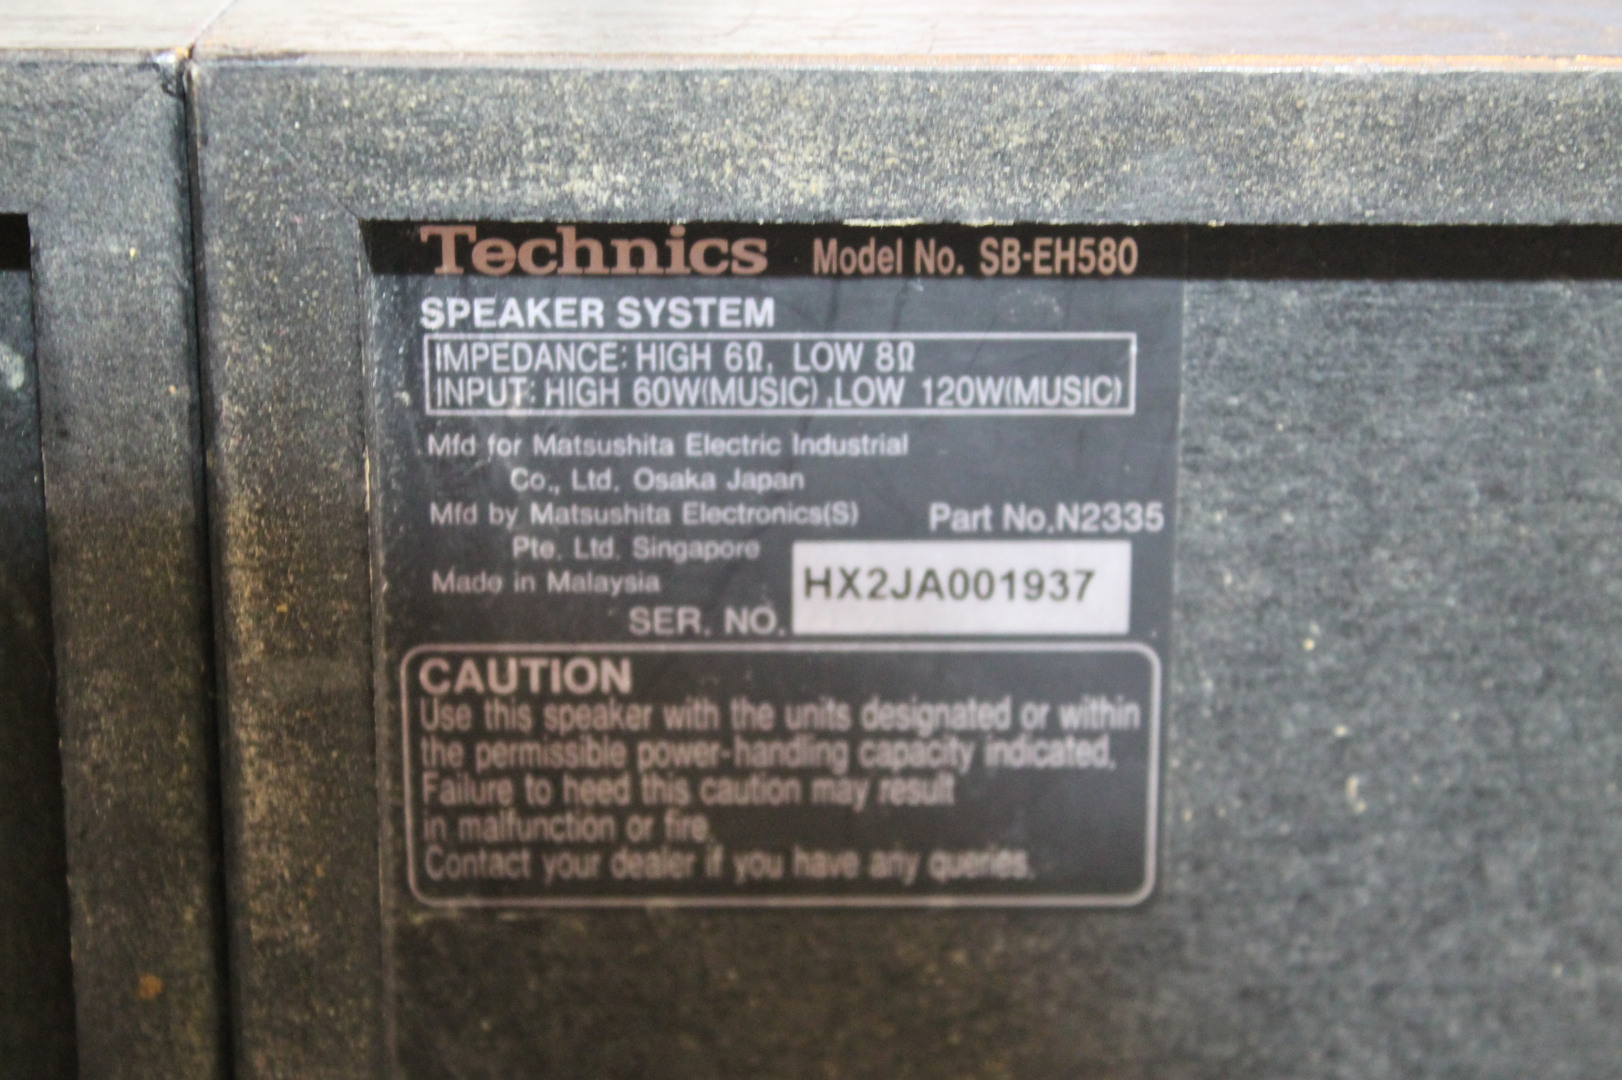 Technics Model No. SB-EH580
SPEAKER SYSTEM
IMPEDANCE: HIGH 6Ω, LOW 8Ω
INPUT: HIGH 60W(MUSIC), LOW 120W(MUSIC)
Mfd for Matsushita Electric Industrial
Co., Ltd. Osaka Japan
Mfd by Matsushita Electronics(S)
Part No.N2335
Pte. Ltd. Singapore
Made in Malaysia
SER. NO. HX2JA001937
CAUTION
Use this speaker with the units designated or within
the permissible power-handling capacity indicated.
Failure to heed this caution may result
in malfunction or fire.
Contact your dealer if you have any queries.